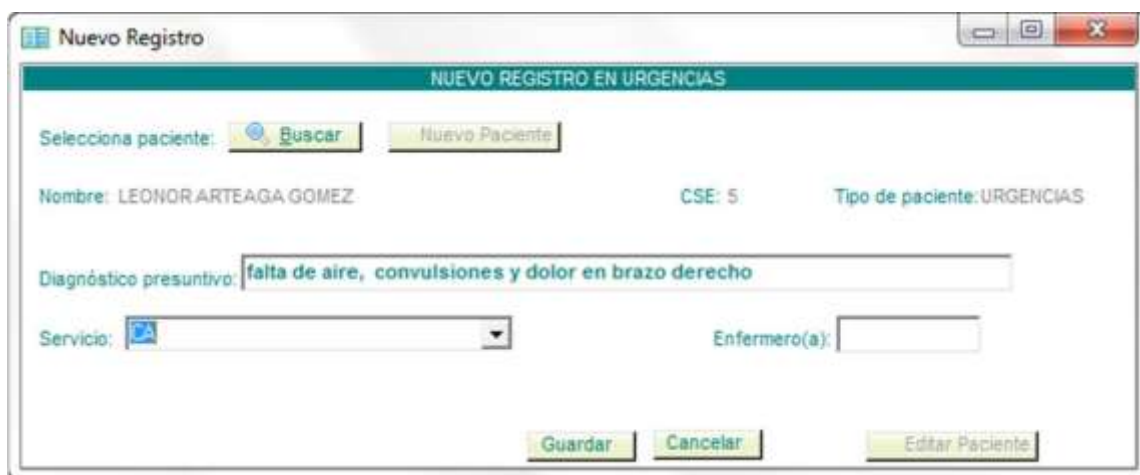 Nuevo Registro
NUEVO REGISTRO EN URGENCIAS
Selecciona paciente: Buscar Nuevo Paciente
Nombre: LEONOR ARTEAGA GOMEZ CSE: 5 Tipo de paciente: URGENCIAS
Diagnóstico presuntivo: falta de aire, convulsiones y dolor en brazo derecho
Servicio: CA Enfermero(a):
Guardar Cancelar Editar Paciente